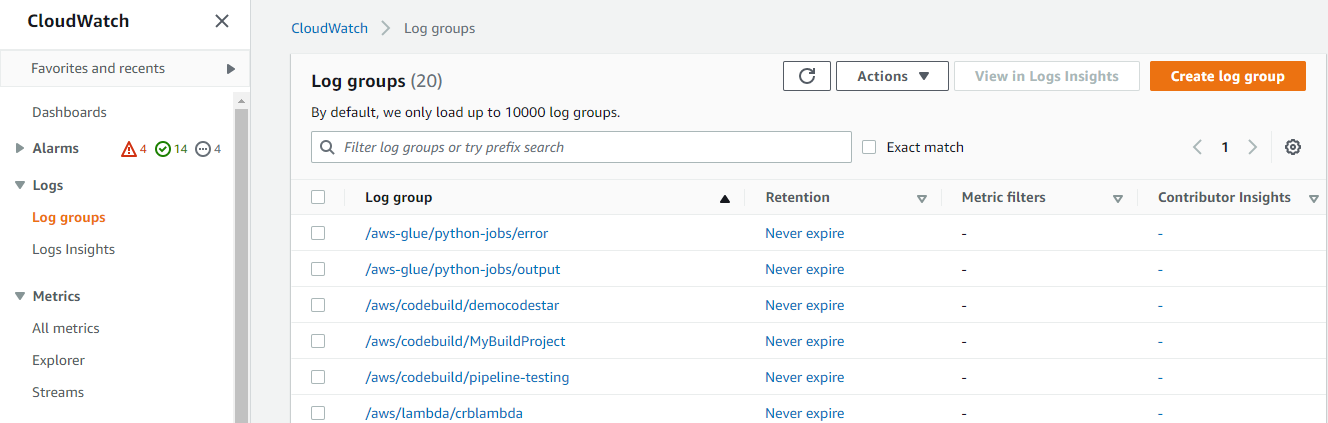 CloudWatch
Favorites and recents
Dashboards
Alarms 4 14 4
Logs
Log groups
Logs Insights
Metrics
All metrics
Explorer
Streams
CloudWatch Log groups
Log groups (20) Actions View in Logs Insights Create log group
By default, we only load up to 10000 log groups.
Filter log groups or try prefix search Exact match 1
Log group Retention Metric filters Contributor Insights
/aws-glue/python-jobs/error Never expire - -
/aws-glue/python-jobs/output Never expire - -
/aws/codebuild/democodestar Never expire - -
/aws/codebuild/MyBuildProject Never expire - -
/aws/codebuild/pipeline-testing Never expire - -
/aws/lambda/crblambda Never expire - -